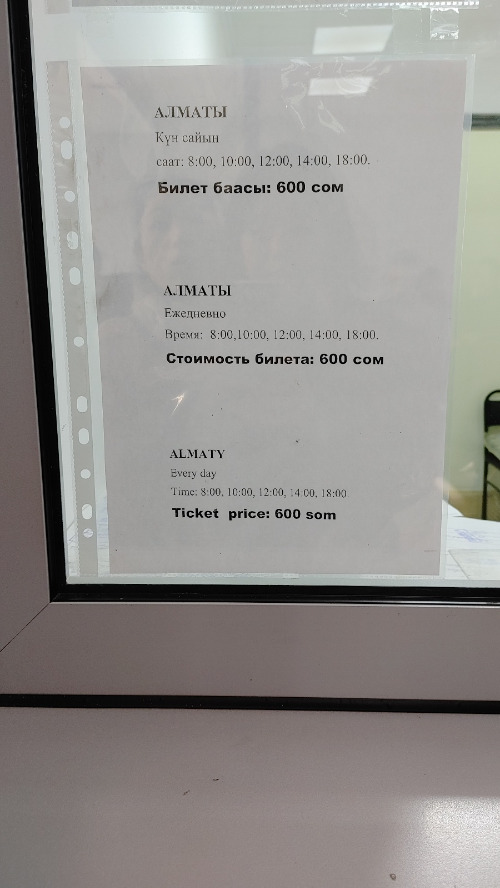 АЛМАТЫ
Күн сайын
саат: 8:00, 10:00, 12:00, 14:00, 18:00.
Билет баасы: 600 сом
АЛМАТЫ
Ежедневно
Время: 8:00,10:00, 12:00, 14:00, 18:00.
Стоимость билета: 600 сом
ALMATY
Every day
Time: 8:00, 10:00, 12:00, 14:00, 18:00
Ticket price: 600 som